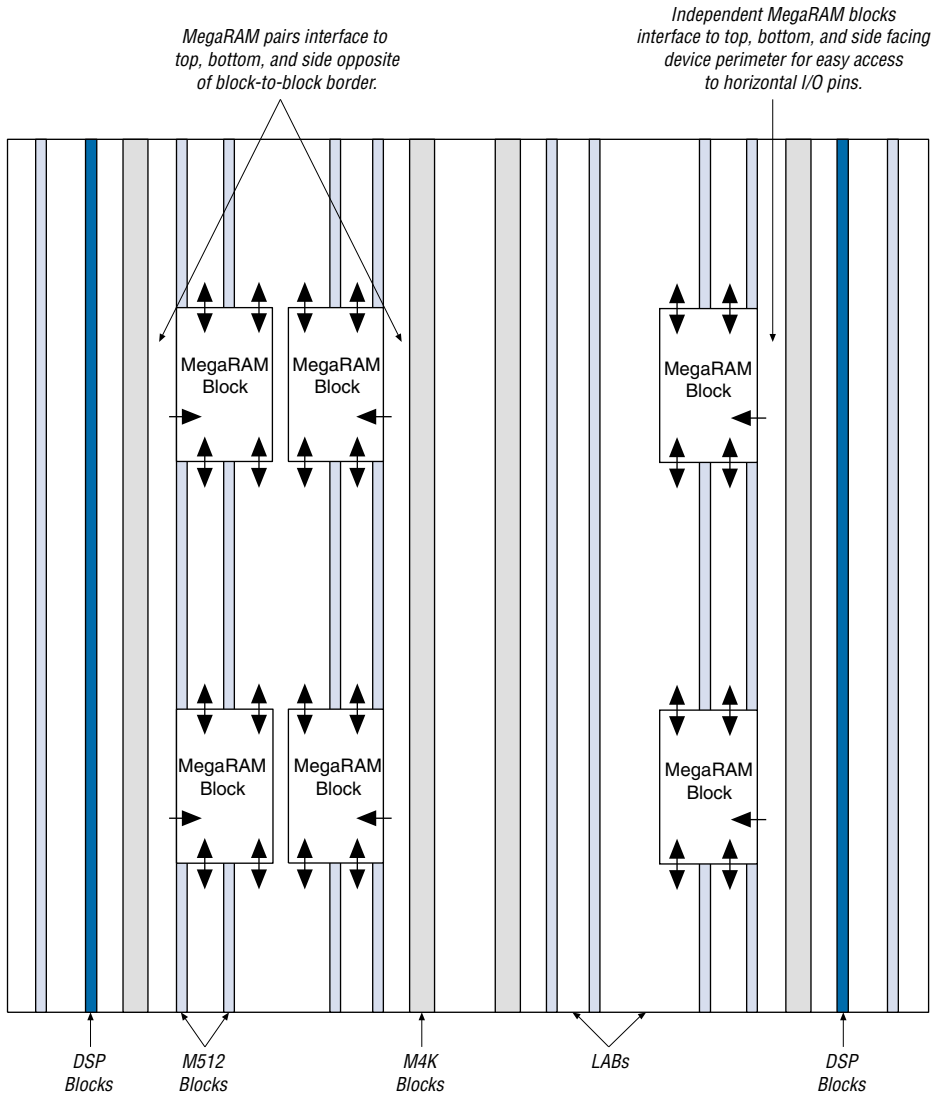 MegaRAM pairs interface to
top, bottom, and side opposite
of block-to-block border.
Independent MegaRAM blocks
interface to top, bottom, and side facing
device perimeter for easy access
to horizontal I/O pins.
MegaRAM
Block
MegaRAM
Block
MegaRAM
Block
MegaRAM
Block
MegaRAM
Block
MegaRAM
Block
DSP
Blocks
M512
Blocks
M4K
Blocks
LABs
DSP
Blocks